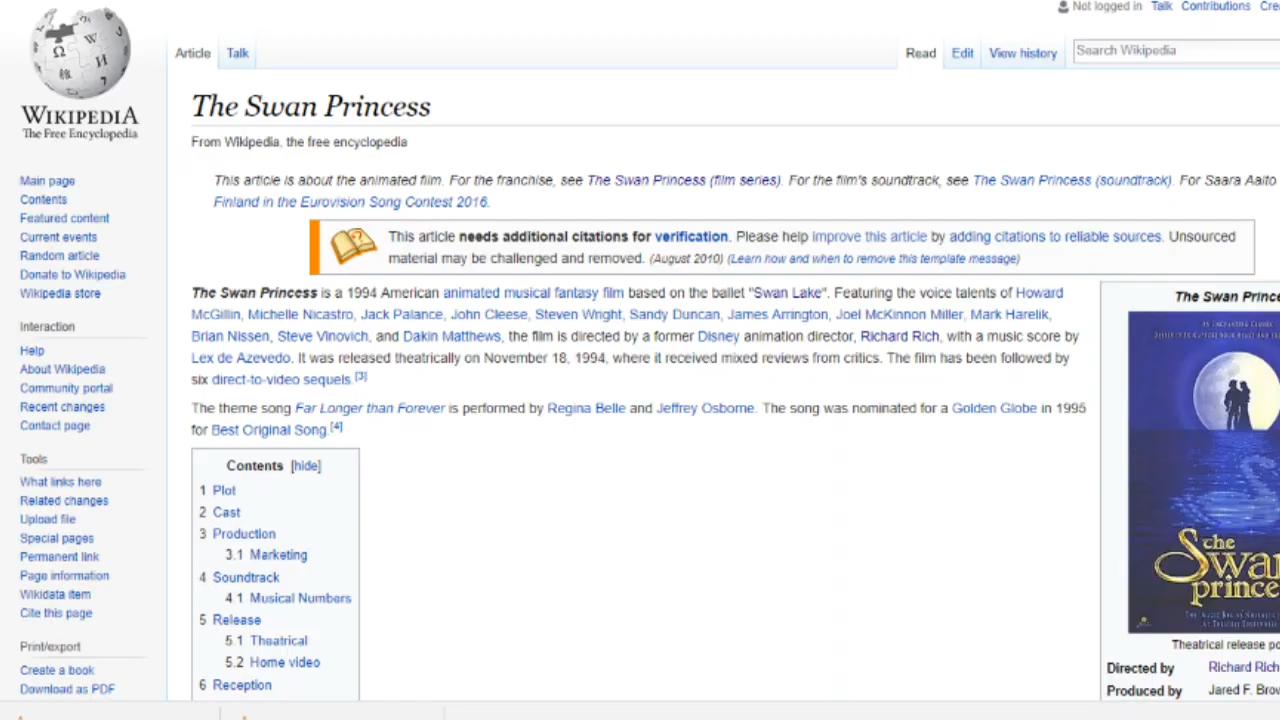 Not logged in Talk Contributions
Article Talk Read Edit View history Search Wikipedia
WIKIPEDIA
The Free Encyclopedia
The Swan Princess
From Wikipedia, the free encyclopedia
This article is about the animated film. For the franchise, see The Swan Princess (film series). For the film's soundtrack, see The Swan Princess (soundtrack). For Saara Aalto
Finland in the Eurovision Song Contest 2016.
This article needs additional citations for verification. Please help improve this article by adding citations to reliable sources. Unsourced
material may be challenged and removed. (August 2010) (Learn how and when to remove this template message)
The Swan Princess is a 1994 American animated musical fantasy film based on the ballet "Swan Lake". Featuring the voice talents of Howard
McGillin, Michelle Nicastro, Jack Palance, John Cleese, Steven Wright, Sandy Duncan, James Arrington, Joel McKinnon Miller, Mark Harelik,
Brian Nissen, Steve Vinovich, and Dakin Matthews, the film is directed by a former Disney animation director, Richard Rich, with a music score by
Lex de Azevedo. It was released theatrically on November 18, 1994, where it received mixed reviews from critics. The film has been followed by
six direct-to-video sequels.[3]
The theme song Far Longer than Forever is performed by Regina Belle and Jeffrey Osborne. The song was nominated for a Golden Globe in 1995
for Best Original Song.[4]
Contents [hide]
1 Plot
2 Cast
3 Production
3.1 Marketing
4 Soundtrack
4.1 Musical Numbers
5 Release
5.1 Theatrical
5.2 Home video
6 Reception
Main page
Contents
Featured content
Current events
Random article
Donate to Wikipedia
Wikipedia store
Interaction
Help
About Wikipedia
Community portal
Recent changes
Contact page
Tools
What links here
Related changes
Upload file
Special pages
Permanent link
Page information
Wikidata item
Cite this page
Print/export
Create a book
Download as PDF
The Swan Prince
the
Swan
prince
Theatrical release po
Directed by Richard Rich
Produced by Jared F. Brow